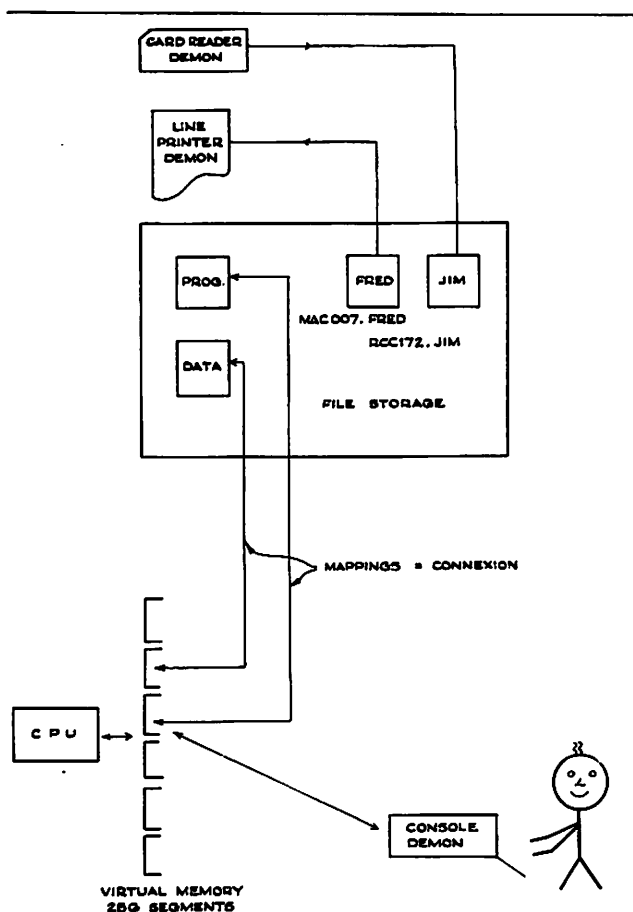 CARD READER
DEMON
LINE
PRINTER
DEMON
PROG.
FRED
JIM
MAC007.FRED
RCC172.JIM
DATA
FILE STORAGE
MAPPINGS = CONNEXION
CPU
CONSOLE
DEMON
VIRTUAL MEMORY
256 SEGMENTS